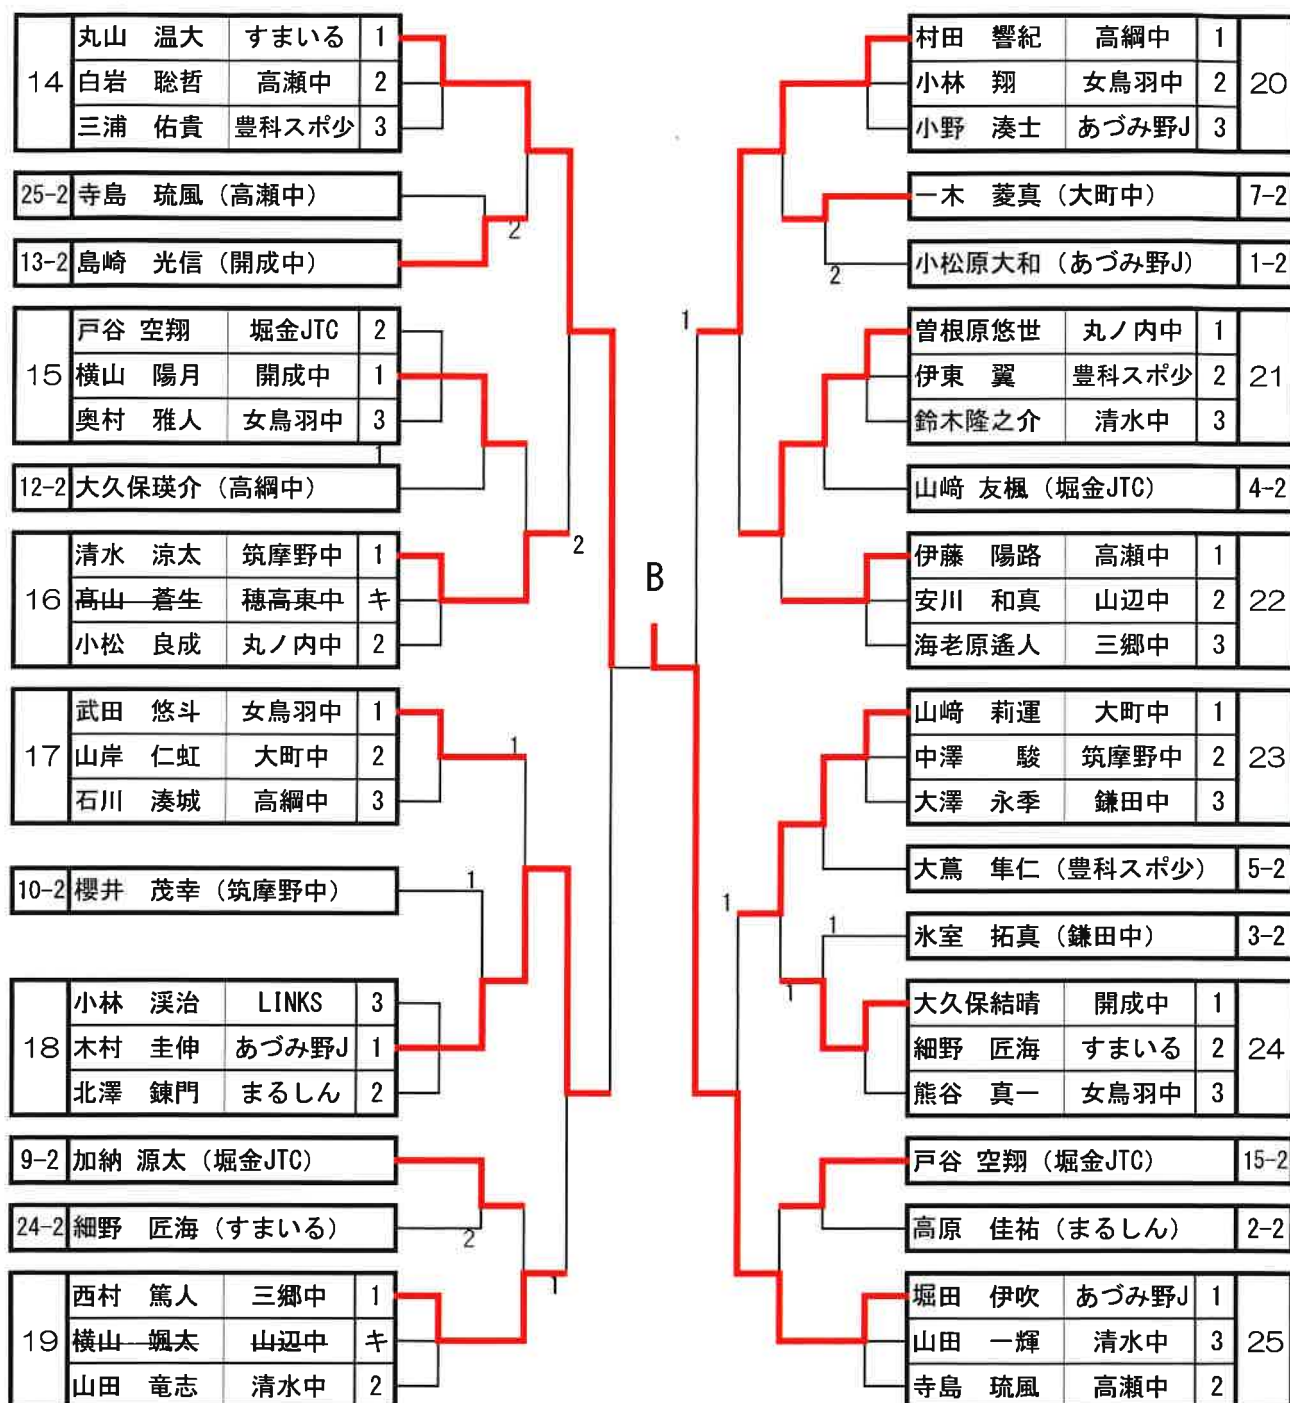 14
丸山 温大 すまいる 1
白岩 聡哲 高瀬中 2
三浦 佑貴 豊科スポ少 3
25-2 寺島 琉風（高瀬中）
2
13-2 島崎 光信（開成中）
15
戸谷 空翔 堀金JTC 2
横山 陽月 開成中 1
奥村 雅人 女鳥羽中 3
1
12-2 大久保瑛介（高綱中）
2
16
清水 涼太 筑摩野中 1
髙山 蒼生 穂高東中 キ
小松 良成 丸ノ内中 2
17
武田 悠斗 女鳥羽中 1
山岸 仁虹 大町中 2
石川 湊城 高綱中 3
1
10-2 櫻井 茂幸（筑摩野中）
1
18
小林 渓治 LINKS 3
木村 圭伸 あづみ野J 1
北澤 錬門 まるしん 2
9-2 加納 源太（堀金JTC）
24-2 細野 匠海（すまいる）
2
1
19
西村 篤人 三郷中 1
横山 颯太 山辺中 キ
山田 竜志 清水中 2
B
村田 響紀 高綱中 1
小林 翔 女鳥羽中 2
小野 湊士 あづみ野J 3
20
一木 菱真（大町中） 7-2
2
小松原大和（あづみ野J） 1-2
1
曽根原悠世 丸ノ内中 1
伊東 翼 豊科スポ少 2
鈴木隆之介 清水中 3
21
山﨑 友楓（堀金JTC） 4-2
伊藤 陽路 高瀬中 1
安川 和真 山辺中 2
海老原遙人 三郷中 3
22
山﨑 莉運 大町中 1
中澤 駿 筑摩野中 2
大澤 永季 鎌田中 3
23
大蔦 隼仁（豊科スポ少） 5-2
1
1
氷室 拓真（鎌田中） 3-2
1
大久保結晴 開成中 1
細野 匠海 すまいる 2
熊谷 真一 女鳥羽中 3
24
戸谷 空翔（堀金JTC） 15-2
高原 佳祐（まるしん） 2-2
堀田 伊吹 あづみ野J 1
山田 一輝 清水中 3
寺島 琉風 高瀬中 2
25